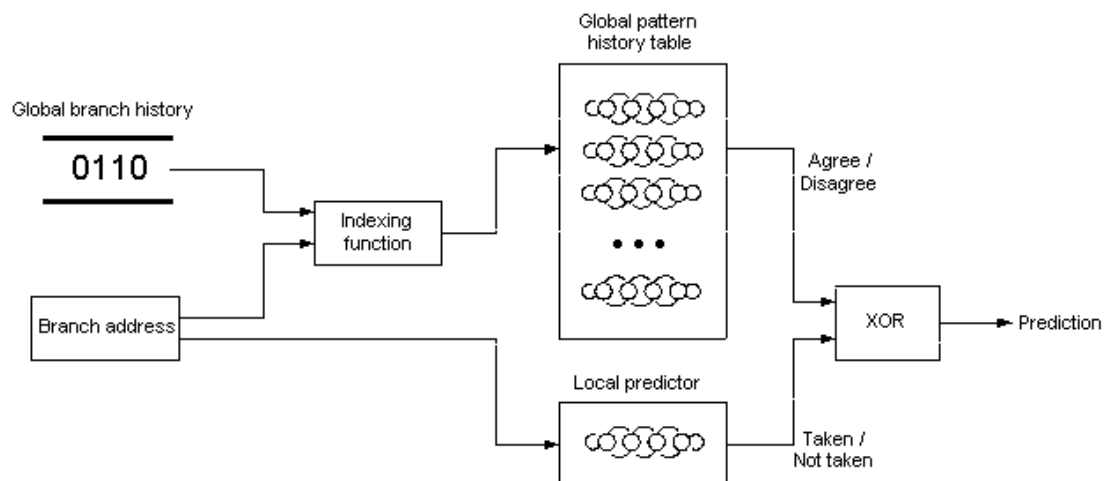 Global pattern
history table
Global branch history
0110
Agree /
Disagree
Indexing
function
Branch address
XOR
Prediction
Local predictor
Taken /
Not taken